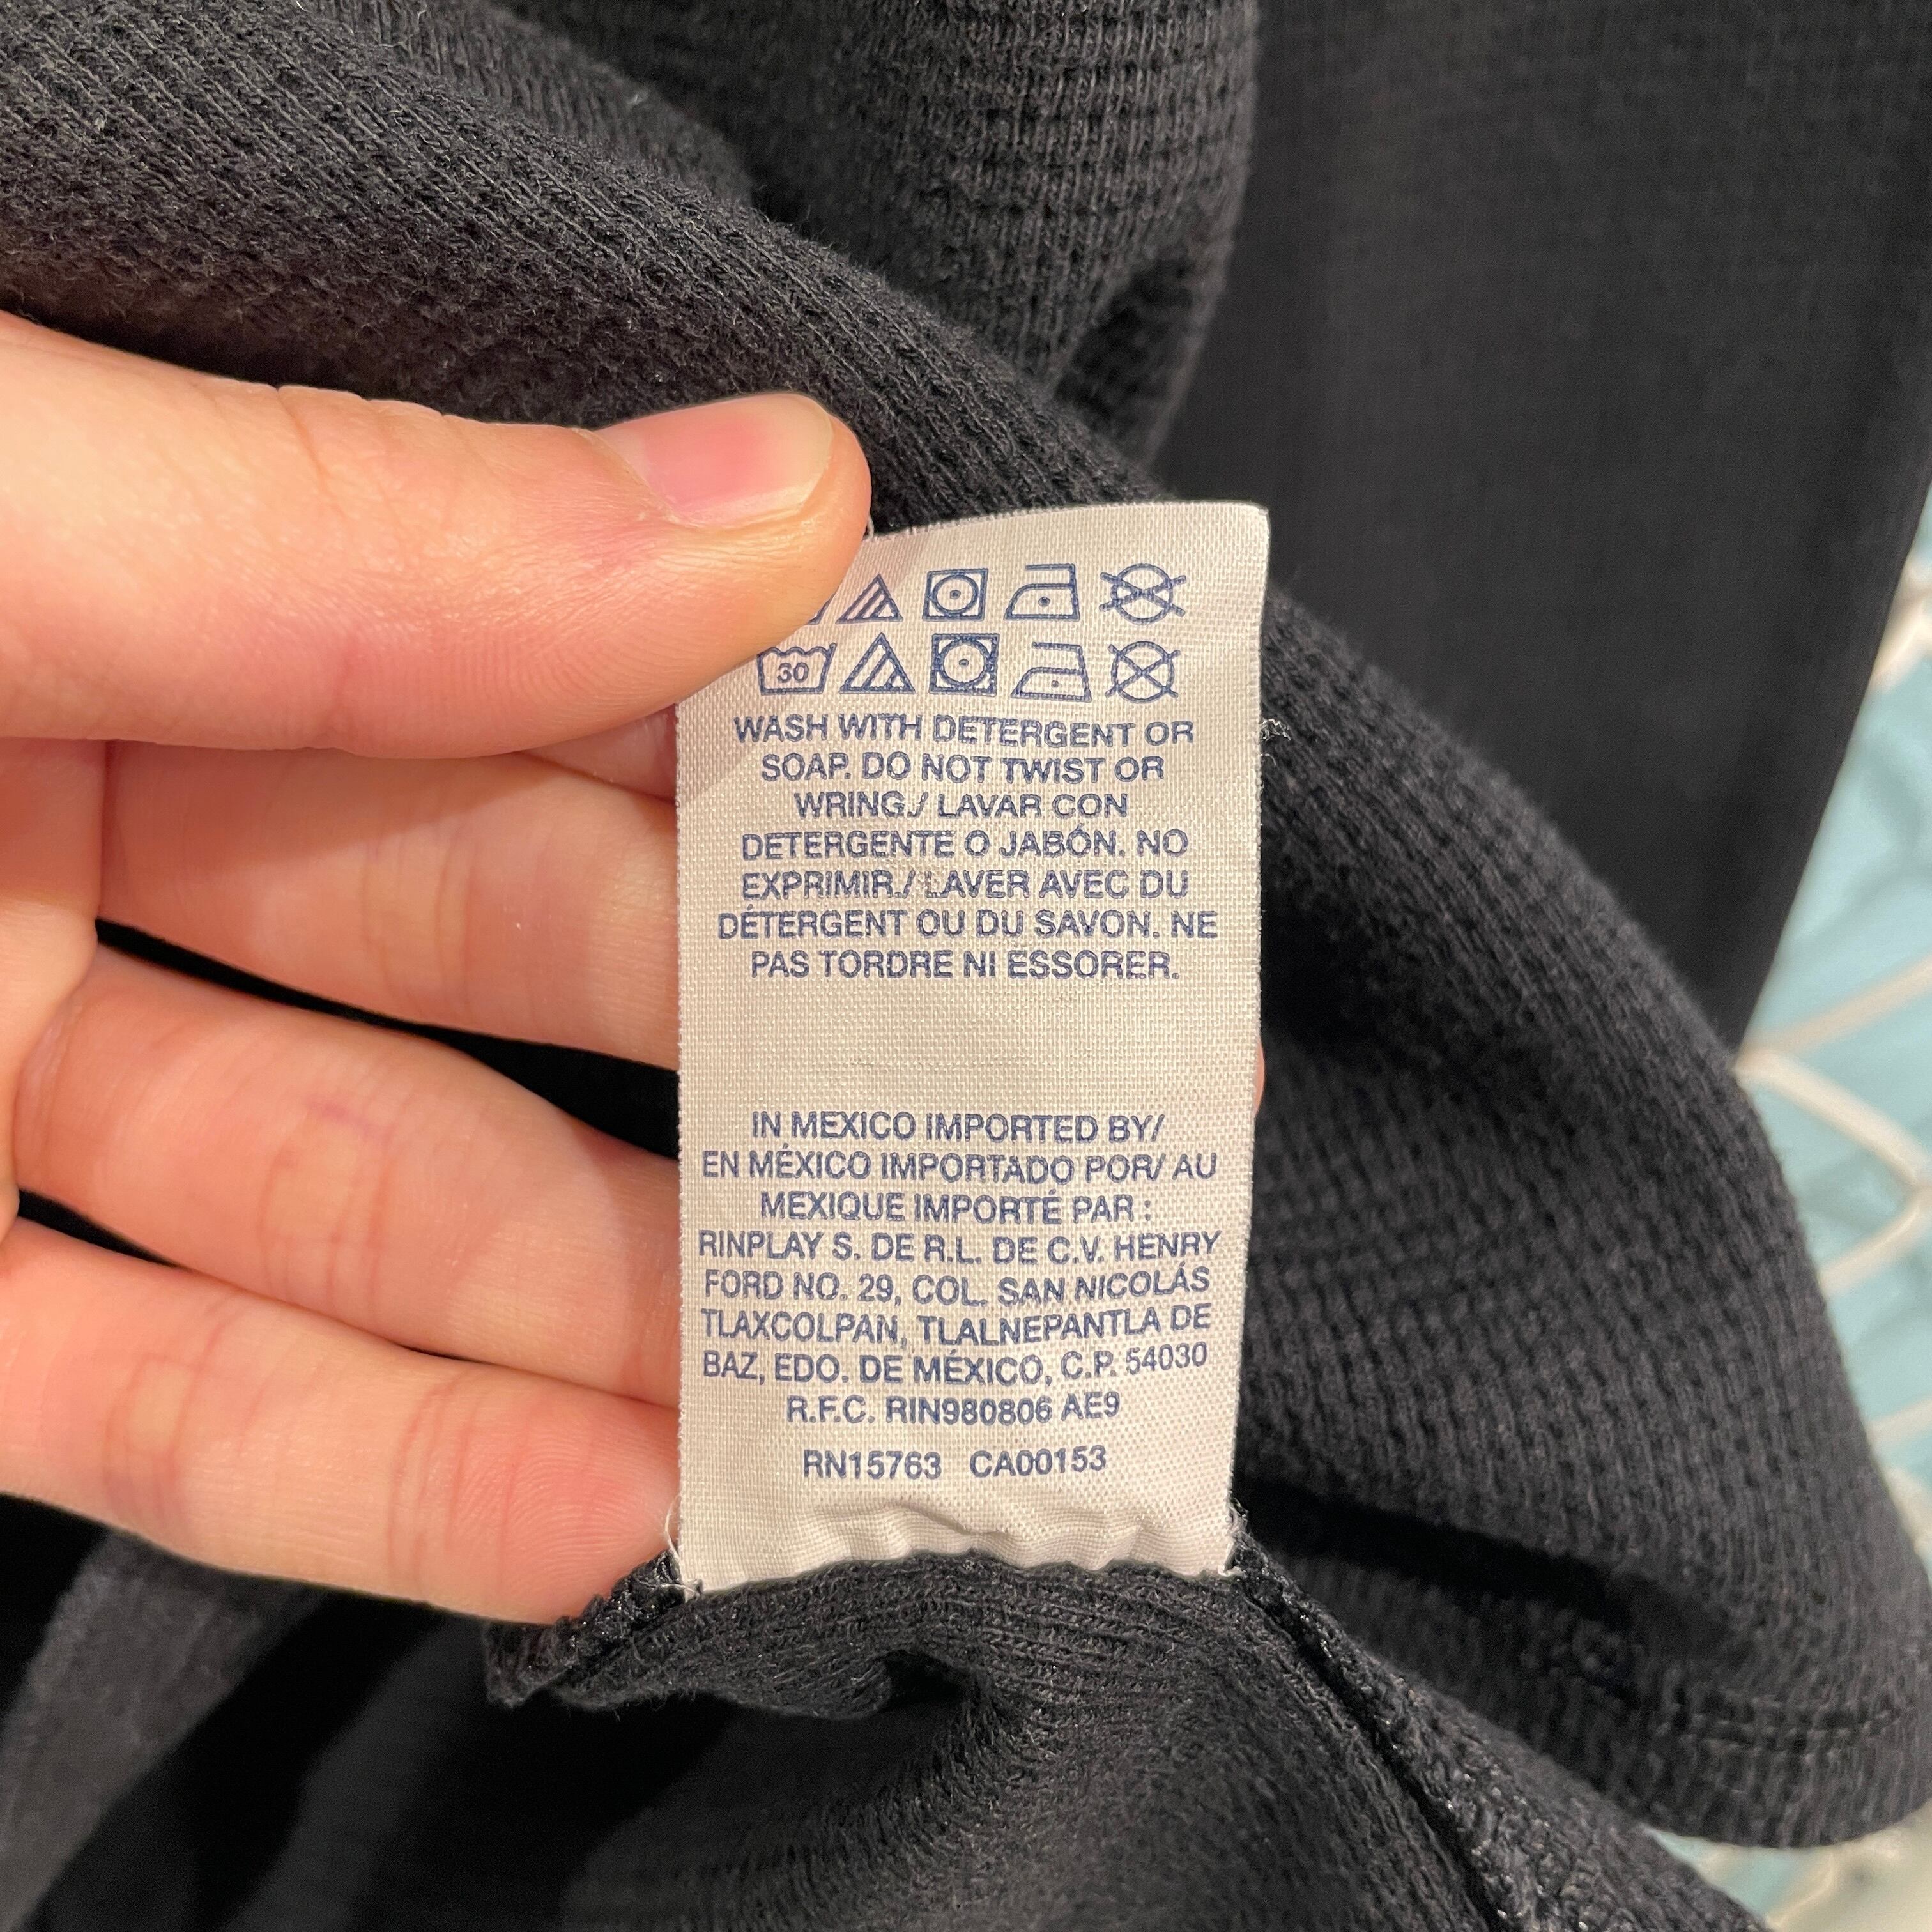 30
WASH WITH DETERGENT OR
SOAP. DO NOT TWIST OR
WRING./ LAVAR CON
DETERGENTE O JABÓN. NO
EXPRIMIR./ LAVER AVEC DU
DÉTERGENT OU DU SAVON. NE
PAS TORDRE NI ESSORER.
IN MEXICO IMPORTED BY/
EN MÉXICO IMPORTADO POR/ AU
MEXIQUE IMPORTÉ PAR :
RINPLAY S. DE R.L. DE C.V. HENRY
FORD NO. 29, COL. SAN NICOLÁS
TLAXCOLPAN, TLALNEPANTLA DE
BAZ, EDO. DE MÉXICO, C.P. 54030
R.F.C. RIN980806 AE9
RN15763 CA00153